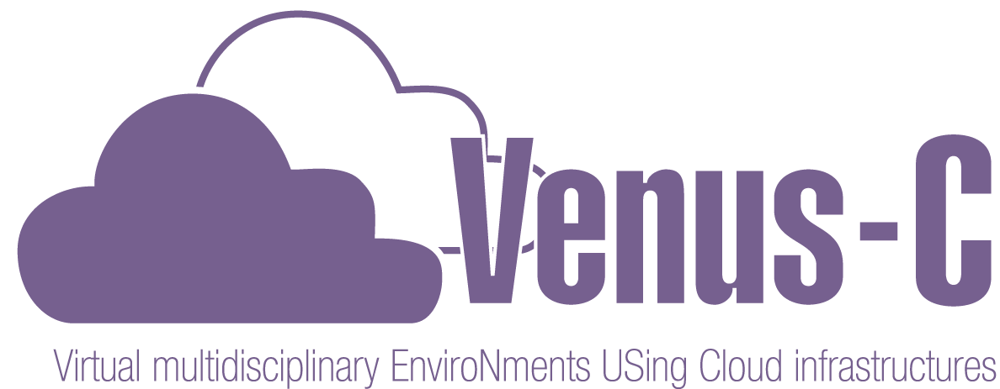 Venus-C
Virtual multidisciplinary EnviroNments USing Cloud infrastructures